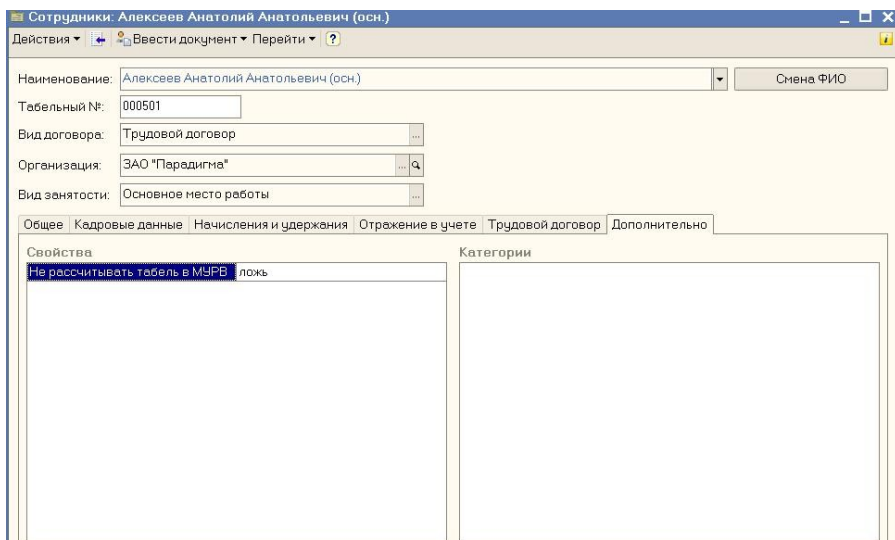 Сотрудники: Алексеев Анатолий Анатольевич (осн.)
Действия Ввести документ Перейти ?
Наименование: Алексеев Анатолий Анатольевич (осн.) Смена ФИО
Табельный №: 000501
Вид договора: Трудовой договор ...
Организация: ЗАО "Парадигма" ...
Вид занятости: Основное место работы ...
Общее Кадровые данные Начисления и удержания Отражение в учете Трудовой договор Дополнительно
Свойства Категории
Не рассчитывать табель в МУРВ ложь